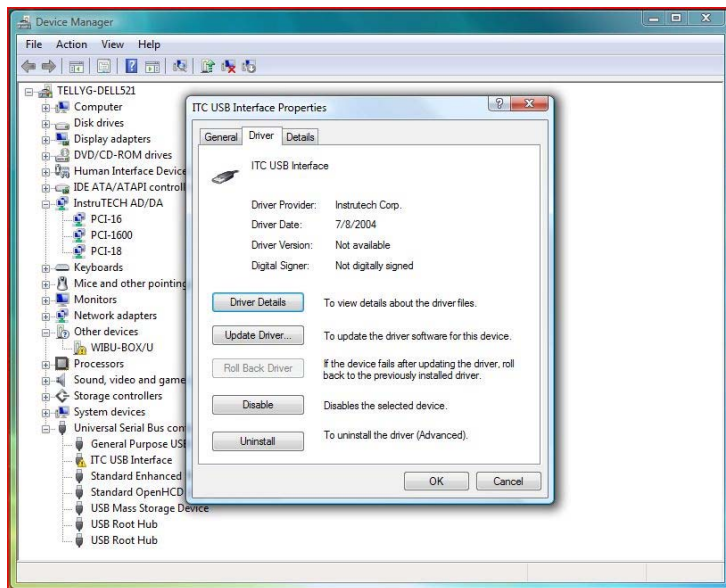 Device Manager
File Action View Help
TELLYG-DELL521
Computer
Disk drives
Display adapters
DVD/CD-ROM drives
Human Interface Device
IDE ATA/ATAPI controll
InstruTECH AD/DA
PCI-16
PCI-1600
PCI-18
Keyboards
Mice and other pointing
Monitors
Network adapters
Other devices
WIBU-BOX/U
Processors
Sound, video and game
Storage controllers
System devices
Universal Serial Bus con
General Purpose USB
ITC USB Interface
Standard Enhanced
Standard OpenHCD
USB Mass Storage Device
USB Root Hub
USB Root Hub
ITC USB Interface Properties
General Driver Details
ITC USB Interface
Driver Provider: Instrutech Corp.
Driver Date: 7/8/2004
Driver Version: Not available
Digital Signer: Not digitally signed
Driver Details To view details about the driver files.
Update Driver... To update the driver software for this device.
Roll Back Driver If the device fails after updating the driver, roll
back to the previously installed driver.
Disable Disables the selected device.
Uninstall To uninstall the driver (Advanced).
OK Cancel